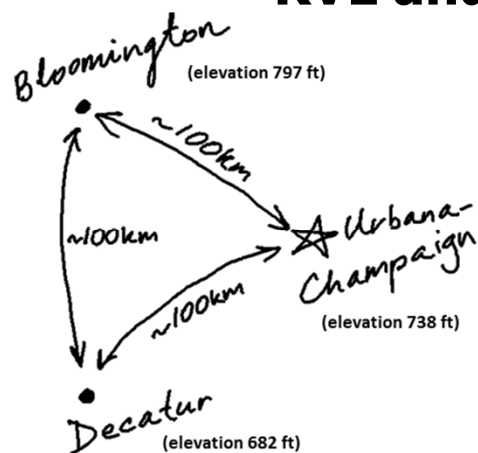 Bloomington
(elevation 797 ft)
~100km
~100km
Urbana-
Champaign
(elevation 738 ft)
~100km
Decatur
(elevation 682 ft)